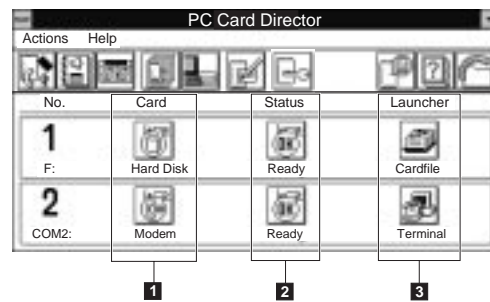 PC Card Director
Actions Help
No. Card Status Launcher
1
F: Hard Disk Ready Cardfile
2
COM2: Modem Ready Terminal
1 2 3